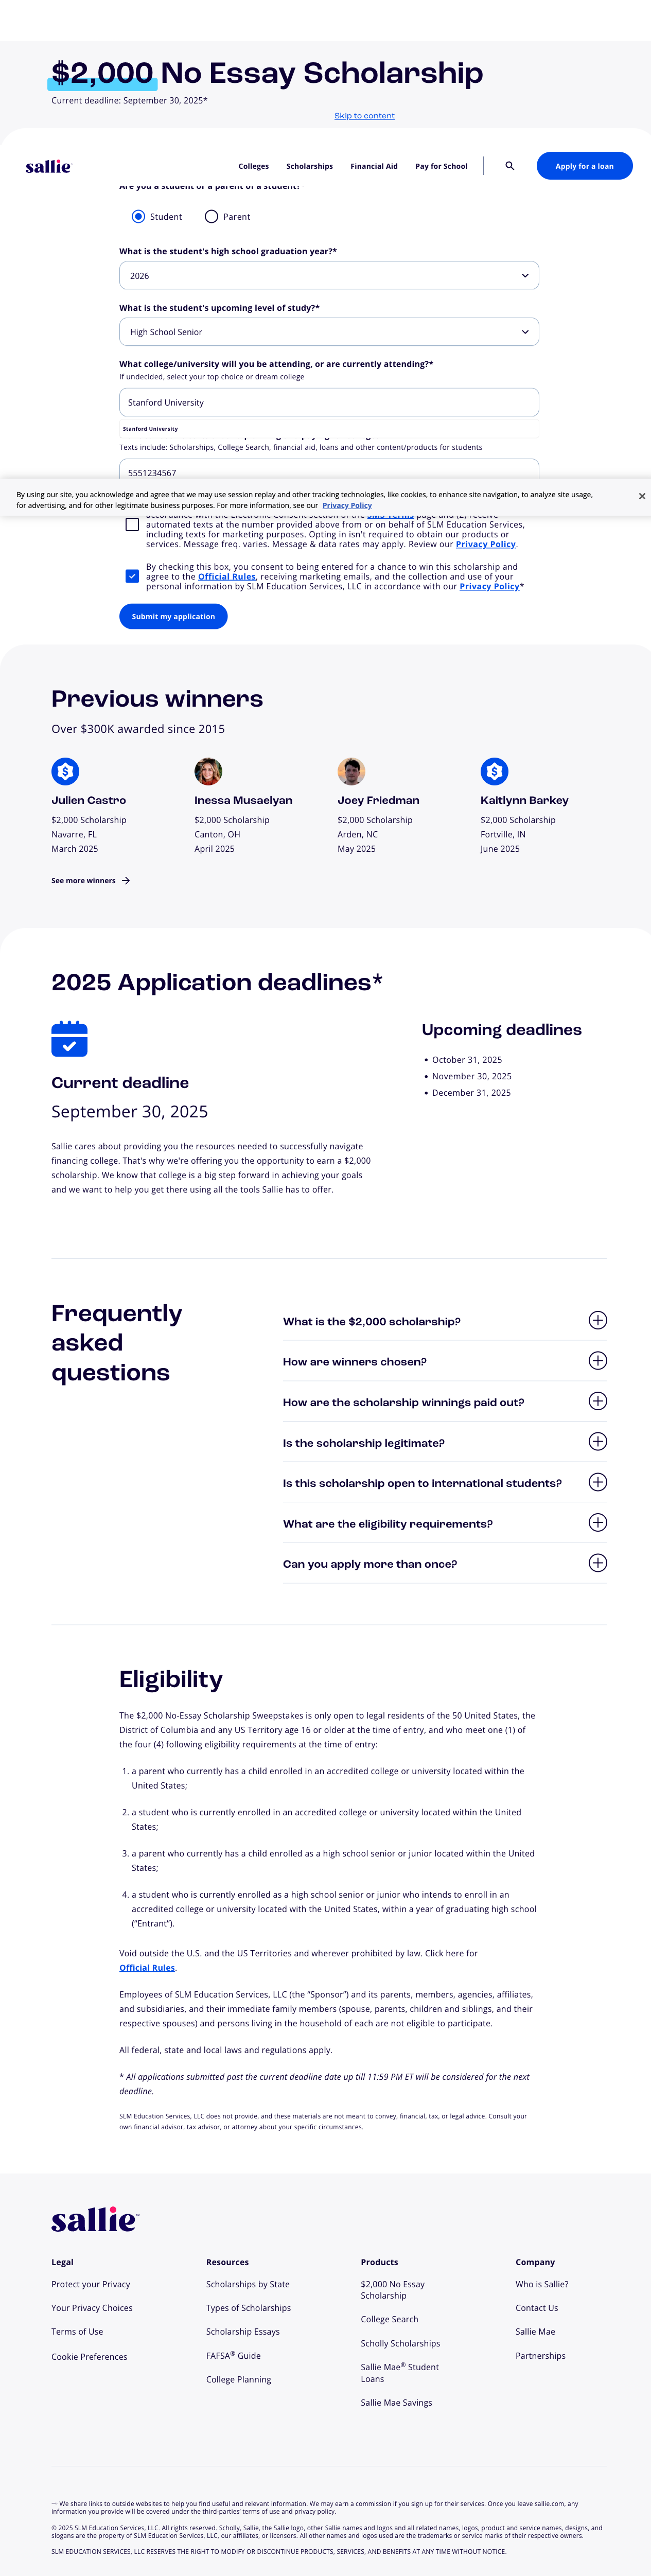 $2,000 No Essay Scholarship
Current deadline: September 30, 2025*
Skip to content
sallie
Colleges
Scholarships
Financial Aid
Pay for School
Apply for a loan
Are you a student or a parent of a student?
Student
Parent
What is the student's high school graduation year?*
2026
What is the student's upcoming level of study?*
High School Senior
What college/university will you be attending, or are currently attending?*
If undecided, select your top choice or dream college
Stanford University
Stanford University
Texts include: Scholarships, College Search, financial aid, loans and other content/products for students
5551234567
By using our site, you acknowledge and agree that we may use session replay and other tracking technologies, like cookies, to enhance site navigation, to analyze site usage,
for advertising, and for other legitimate business purposes. For more information, see our Privacy Policy
accordance with the Electronic Consent section of the SMS Terms page and (2) receive
automated texts at the number provided above from or on behalf of SLM Education Services,
including texts for marketing purposes. Opting in isn't required to obtain our products or
services. Message freq. varies. Message & data rates may apply. Review our Privacy Policy.
By checking this box, you consent to being entered for a chance to win this scholarship and
agree to the Official Rules, receiving marketing emails, and the collection and use of your
personal information by SLM Education Services, LLC in accordance with our Privacy Policy*
Submit my application
Previous winners
Over $300K awarded since 2015
Julien Castro
$2,000 Scholarship
Navarre, FL
March 2025
Inessa Musaelyan
$2,000 Scholarship
Canton, OH
April 2025
Joey Friedman
$2,000 Scholarship
Arden, NC
May 2025
Kaitlynn Barkey
$2,000 Scholarship
Fortville, IN
June 2025
See more winners
2025 Application deadlines*
Current deadline
September 30, 2025
Sallie cares about providing you the resources needed to successfully navigate
financing college. That's why we're offering you the opportunity to earn a $2,000
scholarship. We know that college is a big step forward in achieving your goals
and we want to help you get there using all the tools Sallie has to offer.
Upcoming deadlines
• October 31, 2025
• November 30, 2025
• December 31, 2025
Frequently
asked
questions
What is the $2,000 scholarship?
How are winners chosen?
How are the scholarship winnings paid out?
Is the scholarship legitimate?
Is this scholarship open to international students?
What are the eligibility requirements?
Can you apply more than once?
Eligibility
The $2,000 No-Essay Scholarship Sweepstakes is only open to legal residents of the 50 United States, the
District of Columbia and any US Territory age 16 or older at the time of entry, and who meet one (1) of
the four (4) following eligibility requirements at the time of entry:
1. a parent who currently has a child enrolled in an accredited college or university located within the
United States;
2. a student who is currently enrolled in an accredited college or university located within the United
States;
3. a parent who currently has a child enrolled as a high school senior or junior located within the United
States;
4. a student who is currently enrolled as a high school senior or junior who intends to enroll in an
accredited college or university located with the United States, within a year of graduating high school
(“Entrant”).
Void outside the U.S. and the US Territories and wherever prohibited by law. Click here for
Official Rules.
Employees of SLM Education Services, LLC (the “Sponsor”) and its parents, members, agencies, affiliates,
and subsidiaries, and their immediate family members (spouse, parents, children and siblings, and their
respective spouses) and persons living in the household of each are not eligible to participate.
All federal, state and local laws and regulations apply.
* All applications submitted past the current deadline date up till 11:59 PM ET will be considered for the next
deadline.
SLM Education Services, LLC does not provide, and these materials are not meant to convey, financial, tax, or legal advice. Consult your
own financial advisor, tax advisor, or attorney about your specific circumstances.
sallie
Legal
Protect your Privacy
Your Privacy Choices
Terms of Use
Cookie Preferences
Resources
Scholarships by State
Types of Scholarships
Scholarship Essays
FAFSA® Guide
College Planning
Products
$2,000 No Essay
Scholarship
College Search
Scholly Scholarships
Sallie Mae® Student
Loans
Sallie Mae Savings
Company
Who is Sallie?
Contact Us
Sallie Mae
Partnerships
We share links to outside websites to help you find useful and relevant information. We may earn a commission if you sign up for their services. Once you leave sallie.com, any
information you provide will be covered under the third-parties' terms of use and privacy policy.
© 2025 SLM Education Services, LLC. All rights reserved. Scholly, Sallie, the Sallie logo, other Sallie names and logos and all related names, logos, product and service names, designs, and
slogans are the property of SLM Education Services, LLC, our affiliates, or licensors. All other names and logos used are the trademarks or service marks of their respective owners.
SLM EDUCATION SERVICES, LLC RESERVES THE RIGHT TO MODIFY OR DISCONTINUE PRODUCTS, SERVICES, AND BENEFITS AT ANY TIME WITHOUT NOTICE.